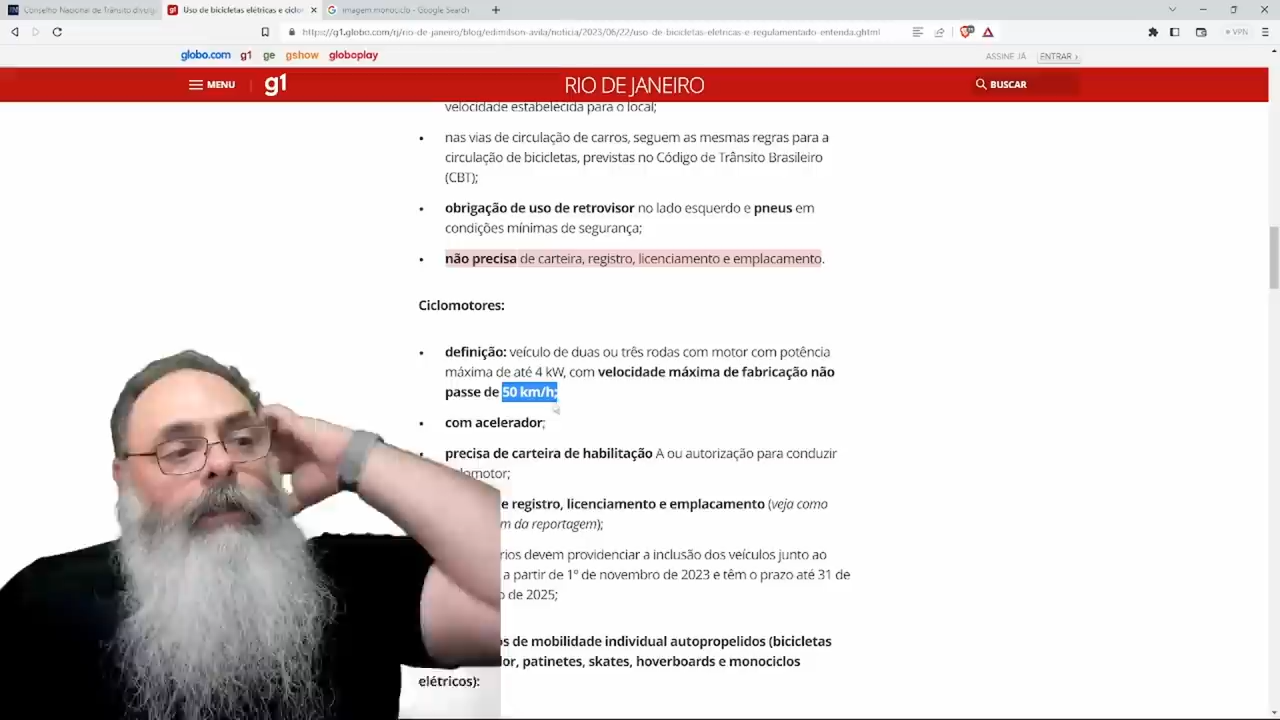 Conselho Nacional de Trânsito divulg
Uso de bicicletas elétricas e ciclo
imagem monociclo - Google Search
https://g1.globo.com/rj/rio-de-janeiro/blog/edimilson-avila/noticia/2023/06/22/uso-de-bicicletas-eletricas-e-regulamentado-entenda.ghtml
VPN
globo.com g1 ge gshow globoplay
ASSINE JÁ ENTRAR
MENU g1 RIO DE JANEIRO BUSCAR
velocidade estabelecida para o local;
• nas vias de circulação de carros, seguem as mesmas regras para a
circulação de bicicletas, previstas no Código de Trânsito Brasileiro
(CBT);
• obrigação de uso de retrovisor no lado esquerdo e pneus em
condições mínimas de segurança;
• não precisa de carteira, registro, licenciamento e emplacamento.
Ciclomotores:
• definição: veículo de duas ou três rodas com motor com potência
máxima de até 4 kW, com velocidade máxima de fabricação não
passe de 50 km/h;
• com acelerador;
• precisa de carteira de habilitação A ou autorização para conduzir
lomotor;
e registro, licenciamento e emplacamento (veja como
m da reportagem);
rios devem providenciar a inclusão dos veículos junto ao
a partir de 1º de novembro de 2023 e têm o prazo até 31 de
o de 2025;
os de mobilidade individual autopropelidos (bicicletas
lor, patinetes, skates, hoverboards e monociclos
elétricos):